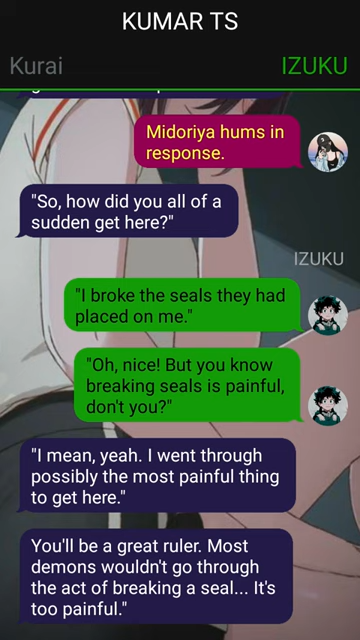 KUMAR TS
Kurai
IZUKU
Midoriya hums in
response.
"So, how did you all of a
sudden get here?"
IZUKU
"I broke the seals they had
placed on me."
"Oh, nice! But you know
breaking seals is painful,
don't you?"
"I mean, yeah. I went through
possibly the most painful thing
to get here."
You'll be a great ruler. Most
demons wouldn't go through
the act of breaking a seal... It's
too painful."